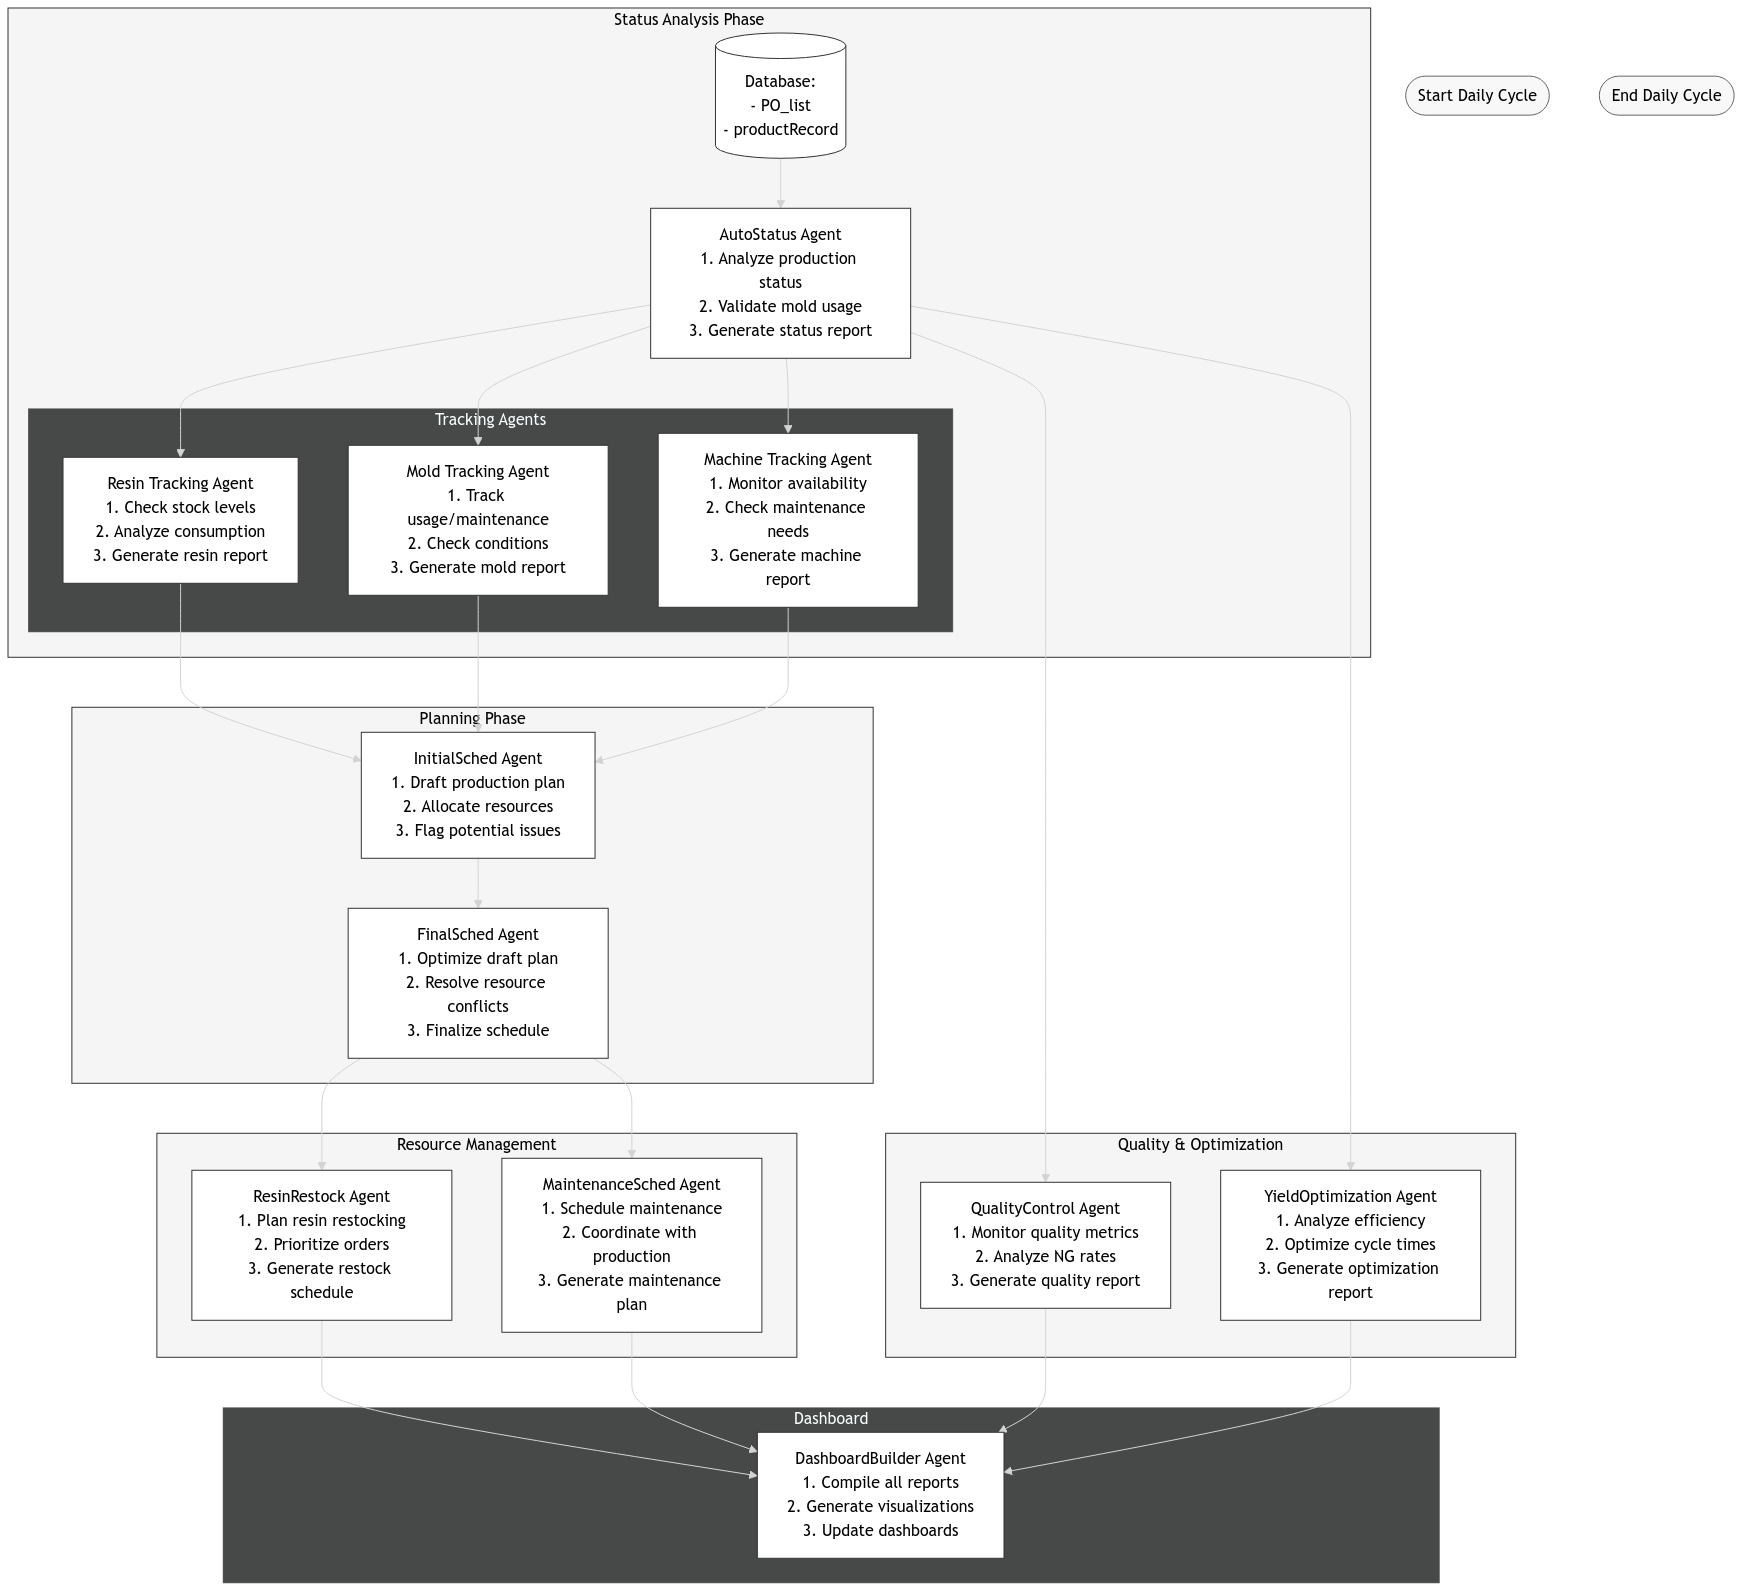 Status Analysis Phase
Database:
- PO_list
- productRecord
Start Daily Cycle
End Daily Cycle
AutoStatus Agent
1. Analyze production
status
2. Validate mold usage
3. Generate status report
Tracking Agents
Resin Tracking Agent
1. Check stock levels
2. Analyze consumption
3. Generate resin report
Mold Tracking Agent
1. Track
usage/maintenance
2. Check conditions
3. Generate mold report
Machine Tracking Agent
1. Monitor availability
2. Check maintenance
needs
3. Generate machine
report
Planning Phase
InitialSched Agent
1. Draft production plan
2. Allocate resources
3. Flag potential issues
FinalSched Agent
1. Optimize draft plan
2. Resolve resource
conflicts
3. Finalize schedule
Resource Management
ResinRestock Agent
1. Plan resin restocking
2. Prioritize orders
3. Generate restock
schedule
MaintenanceSched Agent
1. Schedule maintenance
2. Coordinate with
production
3. Generate maintenance
plan
Quality & Optimization
QualityControl Agent
1. Monitor quality metrics
2. Analyze NG rates
3. Generate quality report
YieldOptimization Agent
1. Analyze efficiency
2. Optimize cycle times
3. Generate optimization
report
Dashboard
DashboardBuilder Agent
1. Compile all reports
2. Generate visualizations
3. Update dashboards